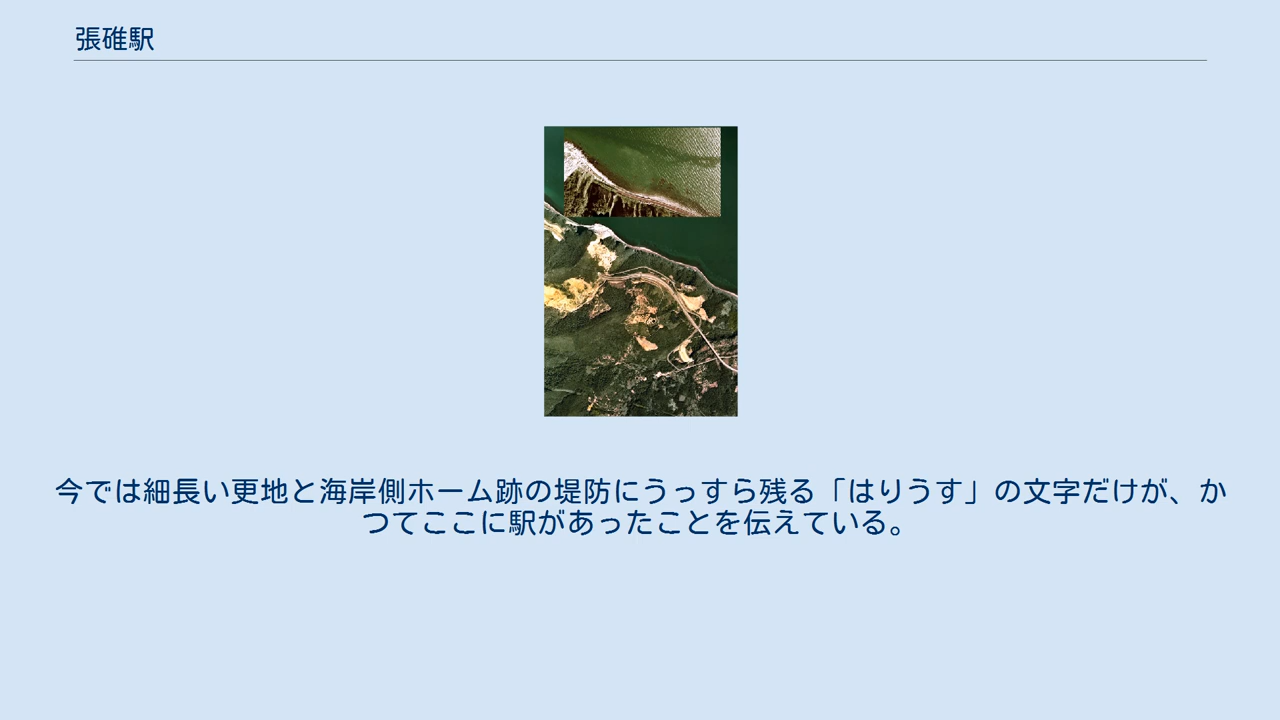 張碓駅
今では細長い更地と海岸側ホーム跡の堤防にうっすら残る「はりうす」の文字だけが、か
つてここに駅があったことを伝えている。